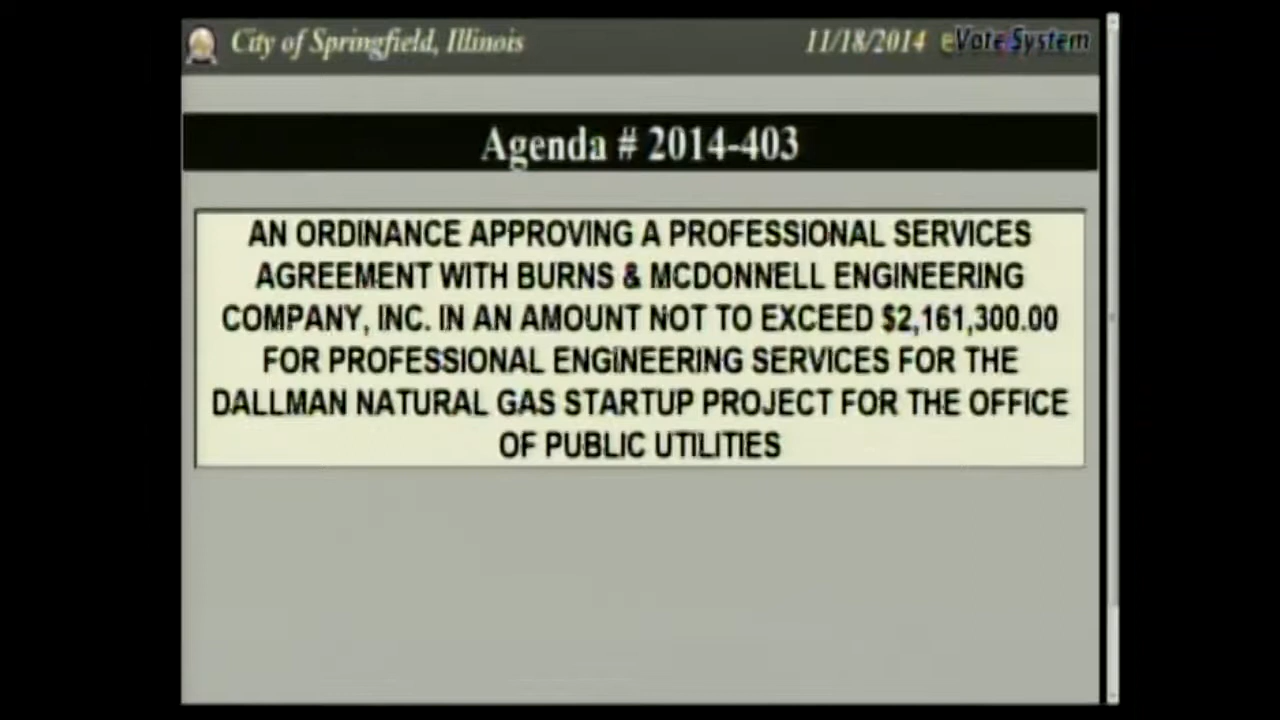 City of Springfield, Illinois
11/18/2014 eVote System
Agenda # 2014-403
AN ORDINANCE APPROVING A PROFESSIONAL SERVICES
AGREEMENT WITH BURNS & MCDONNELL ENGINEERING
COMPANY, INC. IN AN AMOUNT NOT TO EXCEED $2,161,300.00
FOR PROFESSIONAL ENGINEERING SERVICES FOR THE
DALLMAN NATURAL GAS STARTUP PROJECT FOR THE OFFICE
OF PUBLIC UTILITIES